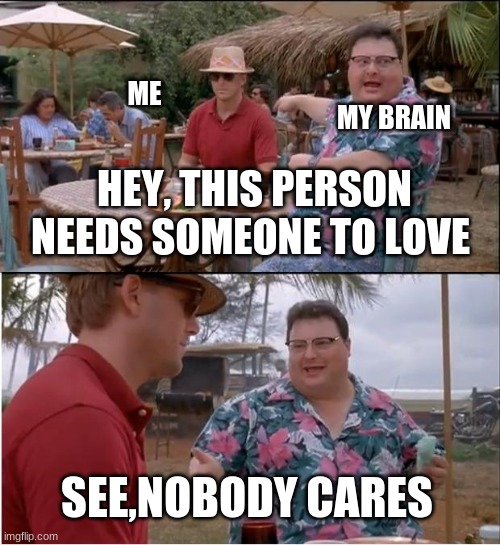 ME
MY BRAIN
HEY, THIS PERSON
NEEDS SOMEONE TO LOVE
SEE,NOBODY CARES
imgflip.com